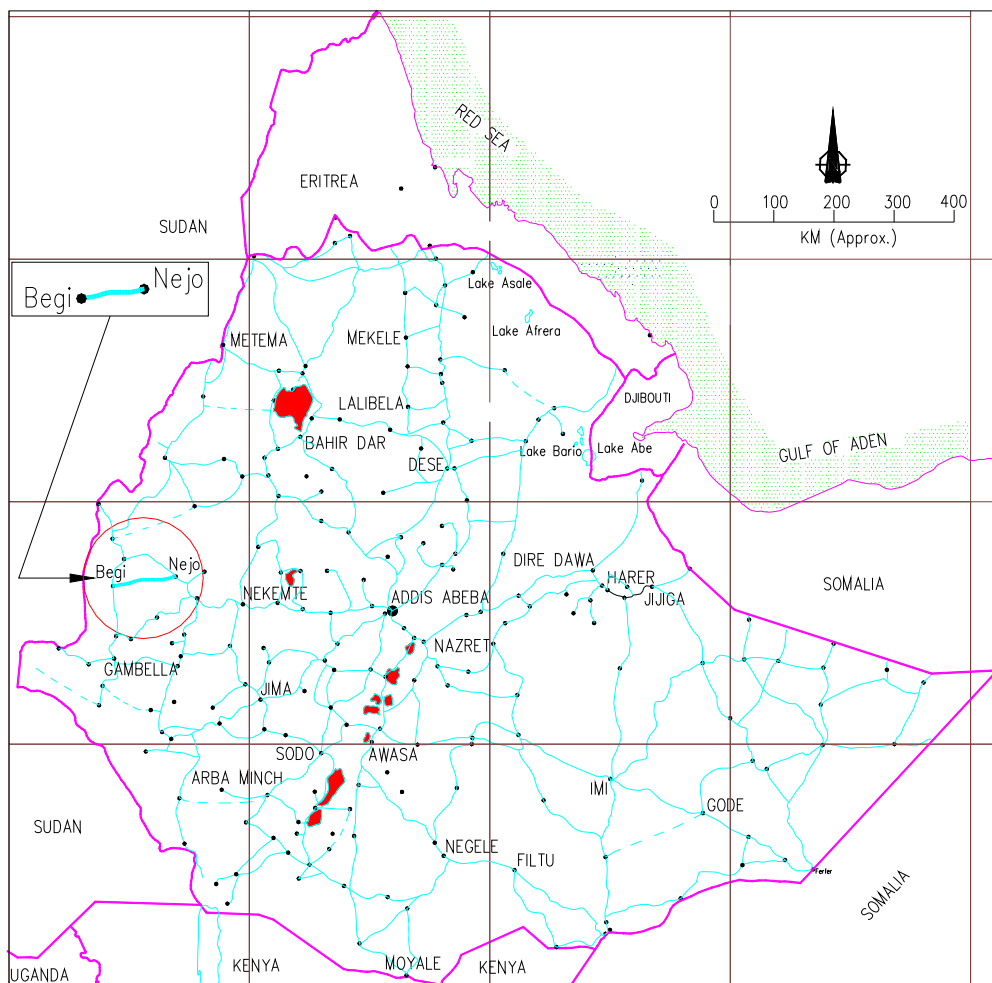 RED SEA
ERITREA
0 100 200 300 400
KM (Approx.)
SUDAN
Nejo
Begi
Lake Asale
Lake Afrera
METEMA
MEKELE
DJIBOUTI
LALIBELA
BAHIR DAR
GULF OF ADEN
Lake Bario
Lake Abe
DESE
DIRE DAWA
Nejo
Begi
HARER
SOMALIA
NEKEMTE
ADDIS ABEBA
JIJIGA
NAZRET
GAMBELLA
JIMA
SODO
AWASA
ARBA MINCH
IMI
GODE
SUDAN
NEGELE
FILTU
Ferfer
SOMALIA
MOYALE
KENYA
KENYA
UGANDA